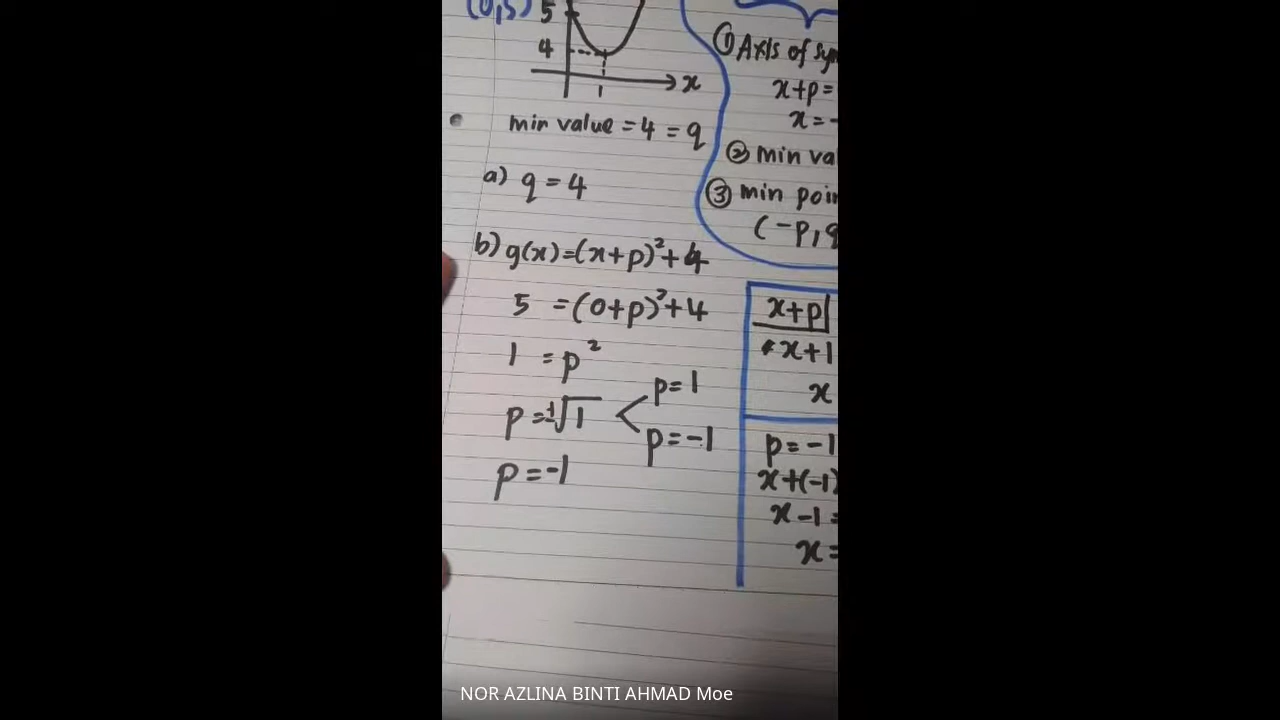 (0,5) 5
4
1
x
min value = 4 = q
a) q = 4
b) g(x) = (x+p)² + 4
5 = (0+p)² + 4
1 = p²
p = ±√1 < p = 1
p = -1
p = -1
① Axis of sy
x+p =
x = -
② min va
③ min poin
(-p, q
x+p
x+1
x
p = -1
x+(-1)
x-1 =
x =
NOR AZLINA BINTI AHMAD Moe